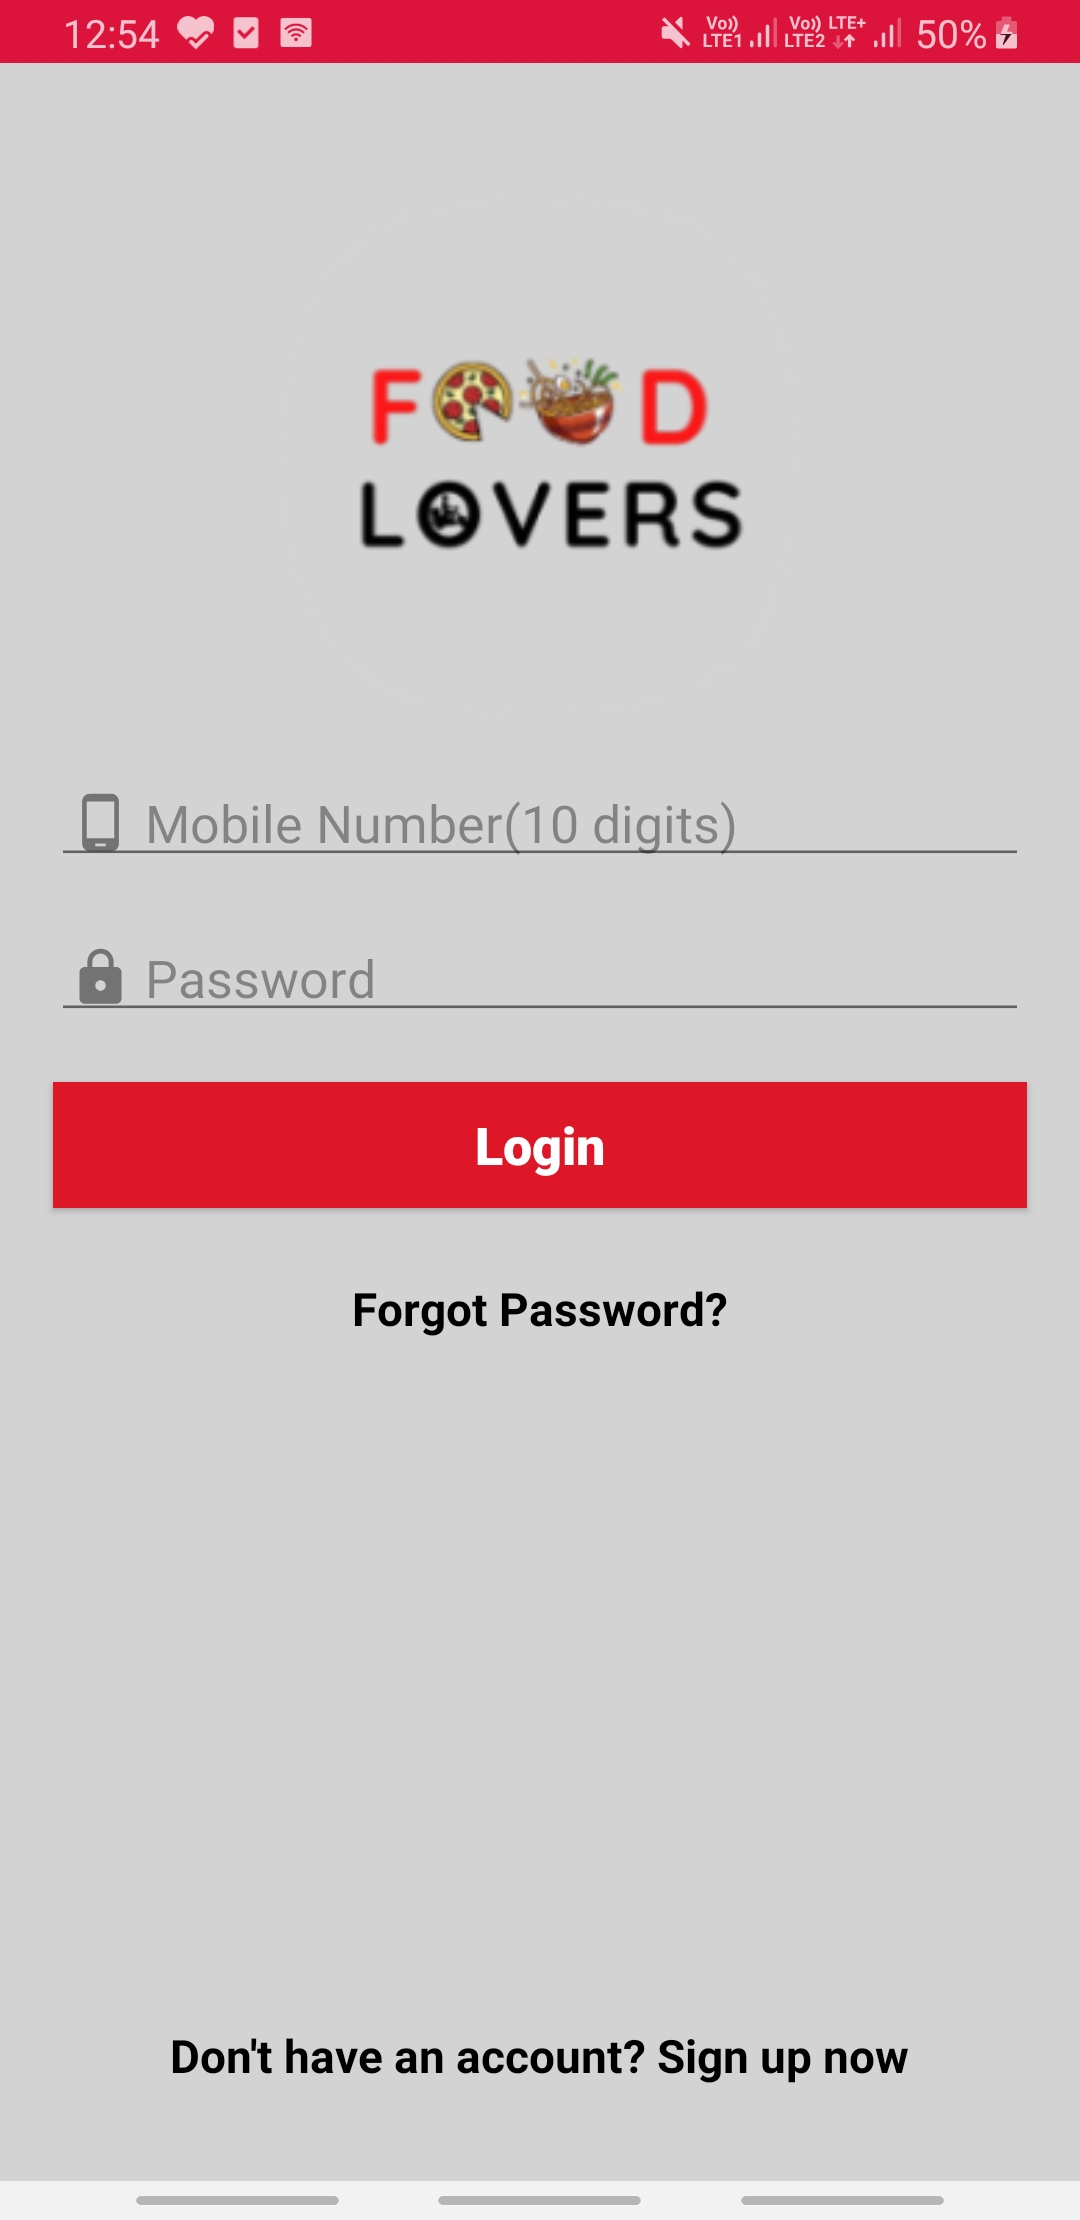 12:54 Vo)) LTE1 Vo)) LTE2 LTE+ 50%
FOOD
LOVERS
Mobile Number(10 digits)
Password
Login
Forgot Password?
Don't have an account? Sign up now